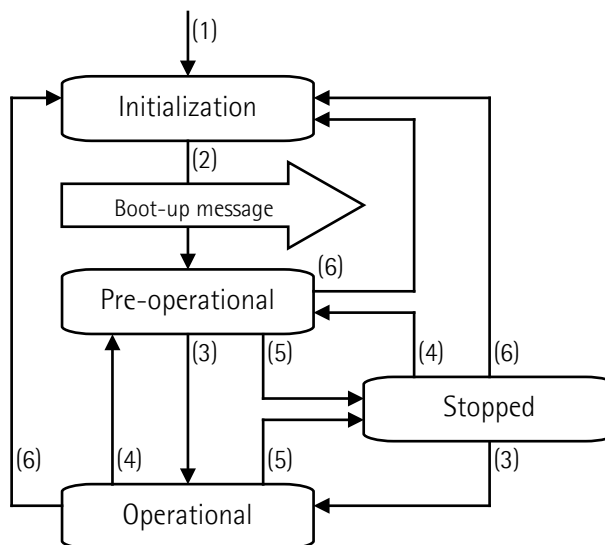 (1)
Initialization
(2)
Boot-up message
(6)
Pre-operational
(3)
(5)
(4)
(6)
Stopped
(6)
(4)
(5)
(3)
Operational